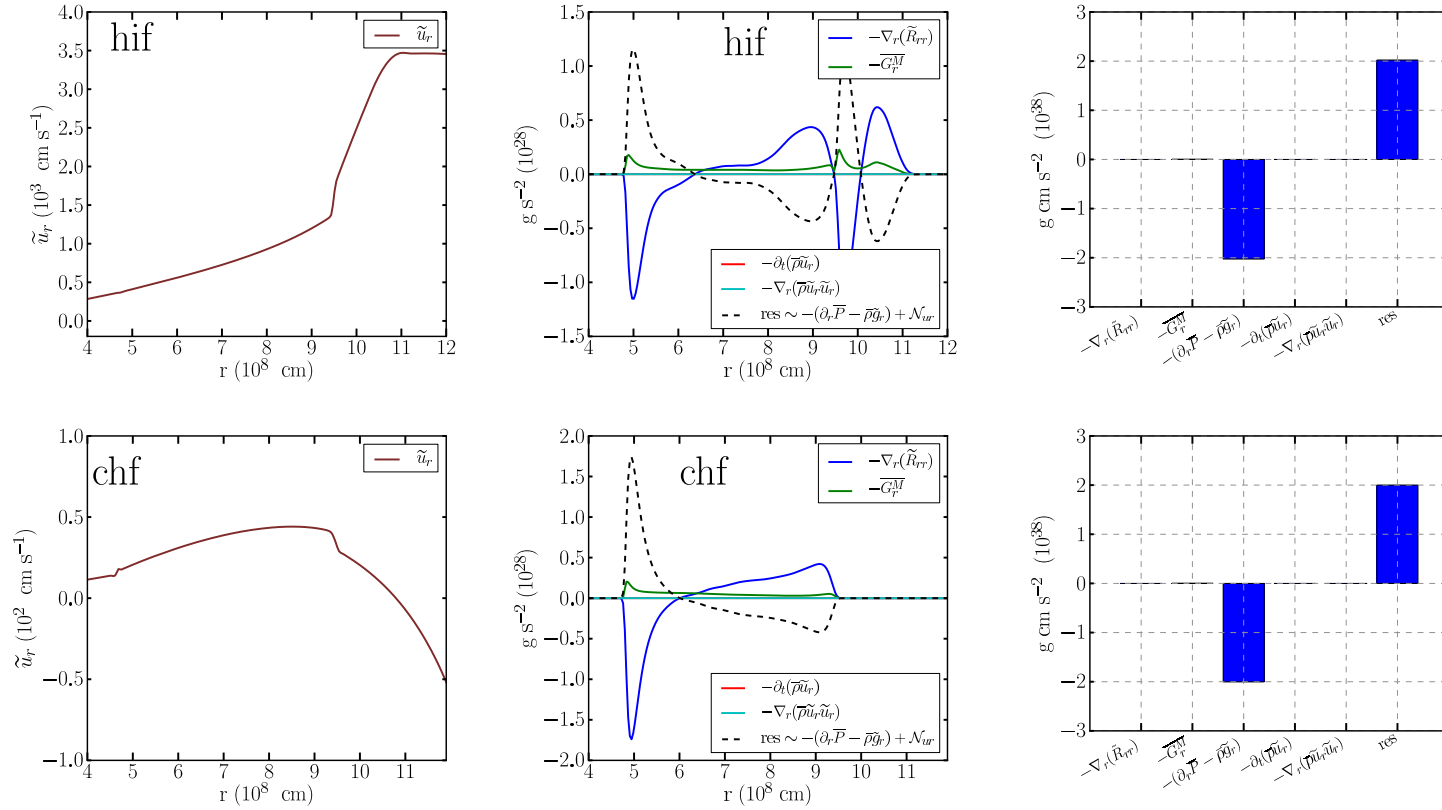 hif
ũ_r
ũ_r (10³ cm s⁻¹)
4.0
3.5
3.0
2.5
2.0
1.5
1.0
0.5
0.0
4 5 6 7 8 9 10 11 12
r (10⁸ cm)
hif
−∇_r(R̃_rr)
−G_r^M
g s⁻² (10²⁸)
1.5
1.0
0.5
0.0
−0.5
−1.0
−1.5
−∂_t(ρ̅ũ_r)
−∇_r(ρ̅ũ_rũ_r)
res ∼ −(∂_rP̅ − ρ̅g̃_r) + 𝒩_ur
4 5 6 7 8 9 10 11 12
r (10⁸ cm)
g cm s⁻² (10³⁸)
3
2
1
0
−1
−2
−3
−∇_r(R̃_rr)
−G_r^M
−(∂_rP̅ − ρ̅g̃_r)
−∂_t(ρ̅ũ_r)
−∇_r(ρ̅ũ_rũ_r)
res
chf
ũ_r
ũ_r (10² cm s⁻¹)
1.0
0.5
0.0
−0.5
−1.0
4 5 6 7 8 9 10 11
r (10⁸ cm)
chf
−∇_r(R̃_rr)
−G_r^M
g s⁻² (10²⁸)
2.0
1.5
1.0
0.5
0.0
−0.5
−1.0
−1.5
−2.0
−∂_t(ρ̅ũ_r)
−∇_r(ρ̅ũ_rũ_r)
res ∼ −(∂_rP̅ − ρ̅g̃_r) + 𝒩_ur
4 5 6 7 8 9 10 11
r (10⁸ cm)
g cm s⁻² (10³⁸)
3
2
1
0
−1
−2
−3
−∇_r(R̃_rr)
−G_r^M
−(∂_rP̅ − ρ̅g̃_r)
−∂_t(ρ̅ũ_r)
−∇_r(ρ̅ũ_rũ_r)
res